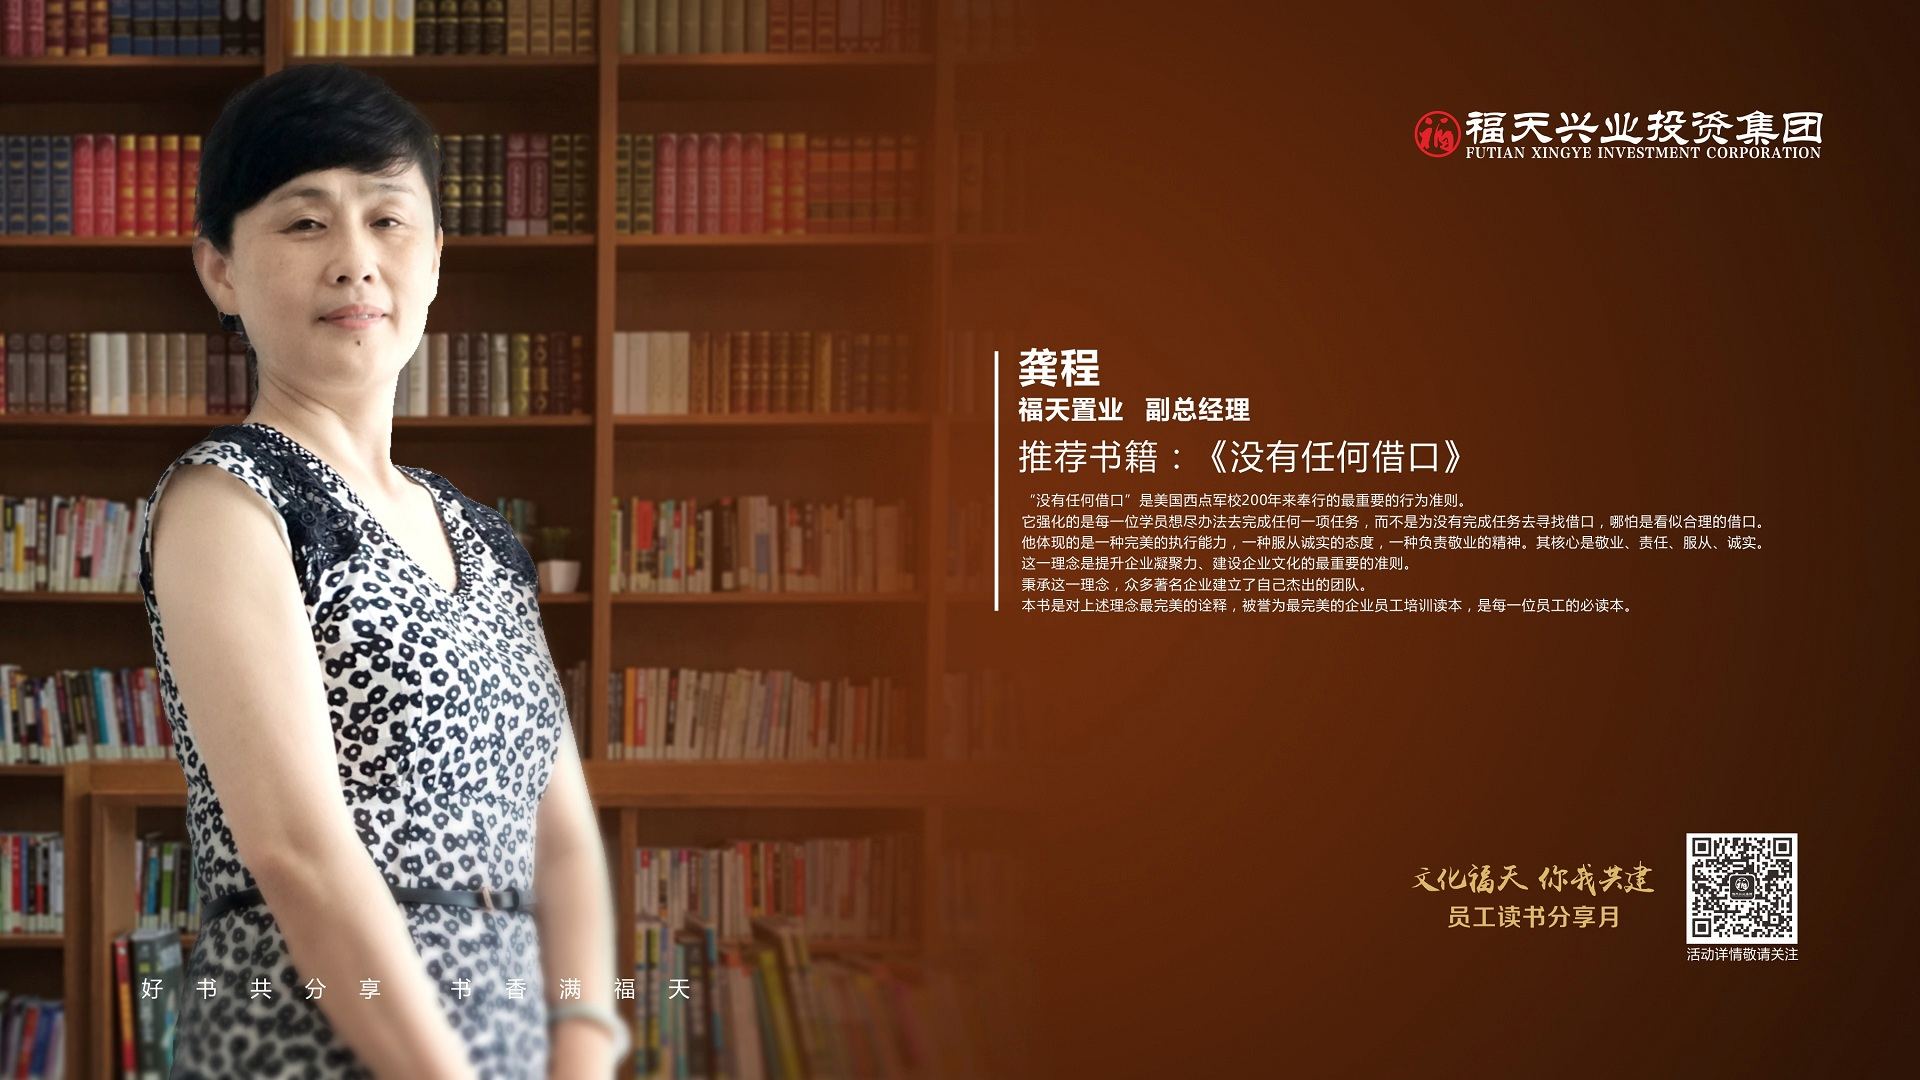 福天兴业投资集团
FUTIAN XINGYE INVESTMENT CORPORATION
龚程
福天置业 副总经理
推荐书籍：《没有任何借口》
“没有任何借口”是美国西点军校200年来奉行的最重要的行为准则。
它强化的是每一位学员想尽办法去完成任何一项任务，而不是为没有完成任务去寻找借口，哪怕是看似合理的借口。
他体现的是一种完美的执行能力，一种服从诚实的态度，一种负责敬业的精神。其核心是敬业、责任、服从、诚实。
这一理念是提升企业凝聚力、建设企业文化的最重要的准则。
秉承这一理念，众多著名企业建立了自己杰出的团队。
本书是对上述理念最完美的诠释，被誉为最完美的企业员工培训读本，是每一位员工的必读本。
文化福天 你我共建
员工读书分享月
活动详情敬请关注
好书共分享 书香满福天